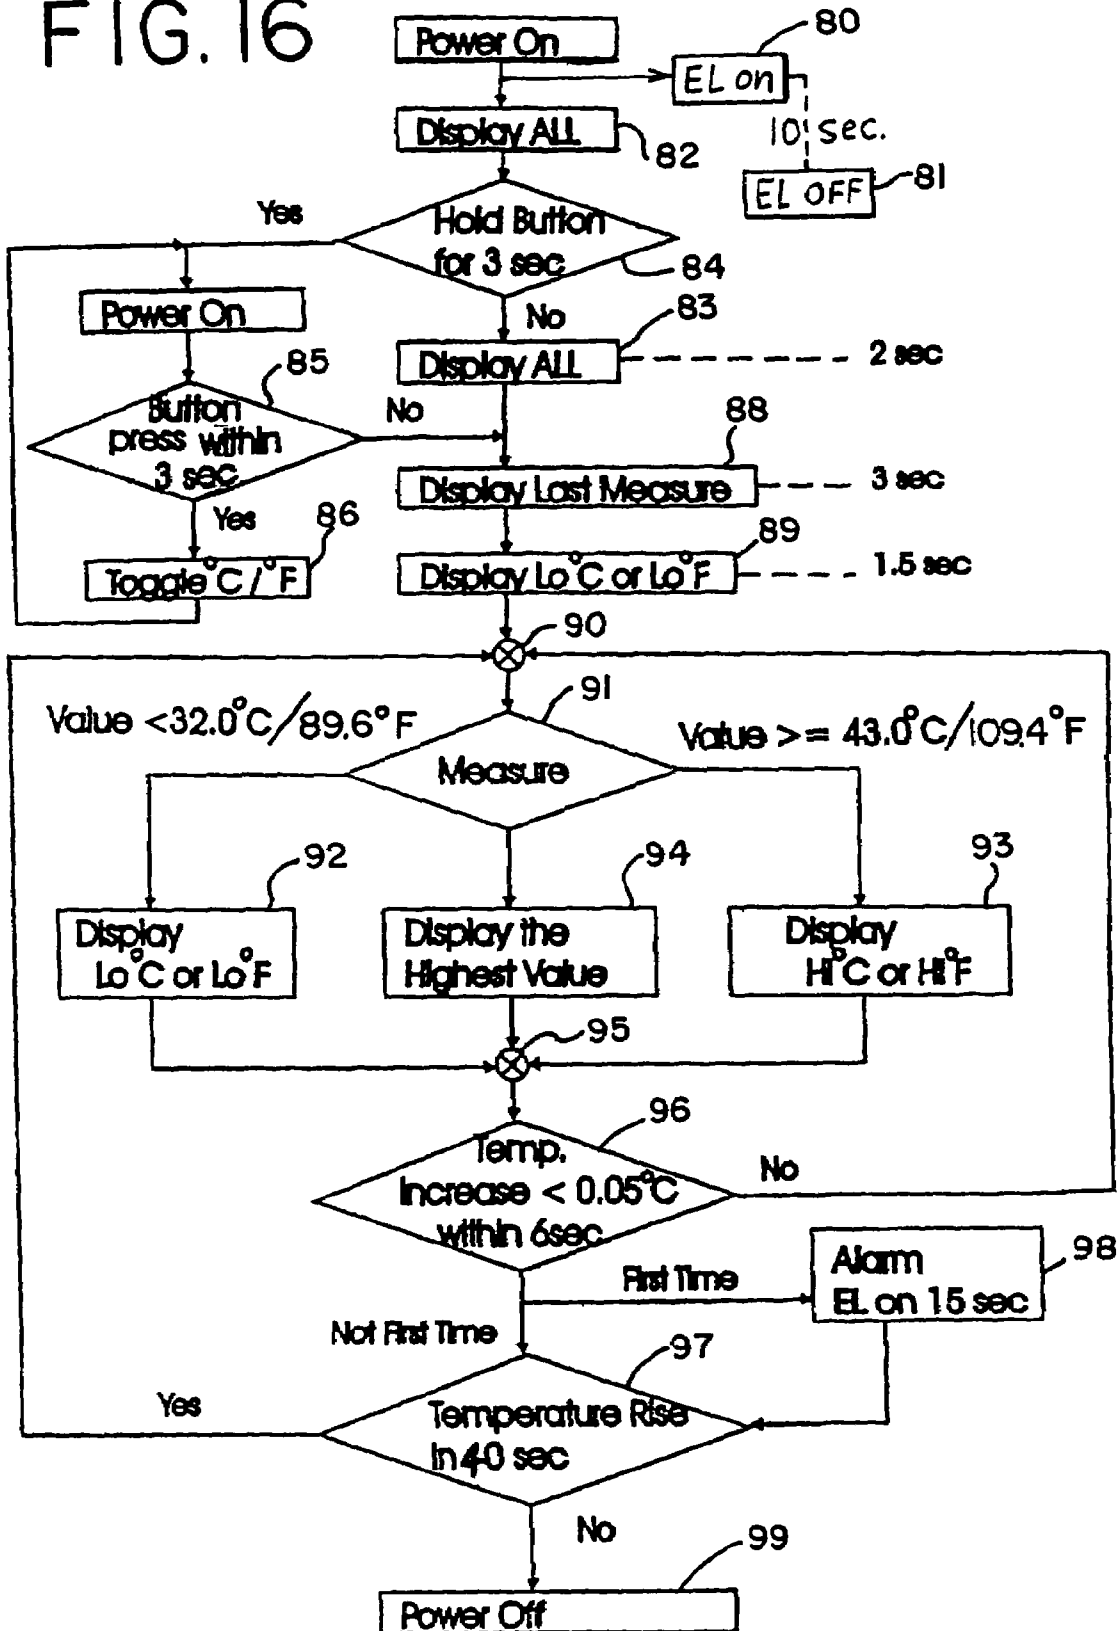 FIG. 16
Power On
80
EL on
10 sec.
Display ALL
82
EL OFF
81
Yes
Hold Button
for 3 sec
84
No
83
Power On
Display ALL
2 sec
85
Button
press within
3 sec
No
88
Display Last Measure
3 sec
Yes
86
Toggle °C / °F
89
Display Lo°C or Lo°F
1.5 sec
90
91
Value <32.0°C/89.6°F
Value >= 43.0°C/109.4°F
Measure
92
94
93
Display
Lo°C or Lo°F
Display the
Highest Value
Display
HI°C or HI°F
95
96
Temp.
Increase < 0.05°C
within 6sec
No
First Time
Alarm
EL on 15 sec
98
Not First Time
97
Yes
Temperature Rise
In 40 sec
No
99
Power Off